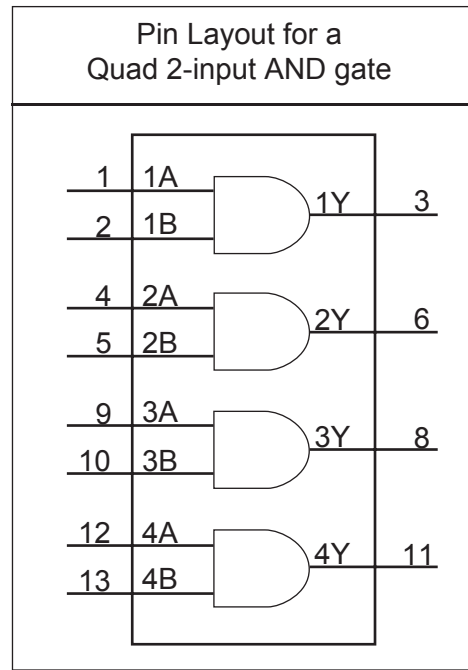 Pin Layout for a
Quad 2-input AND gate
1 1A
1Y 3
2 1B
4 2A
2Y 6
5 2B
9 3A
3Y 8
10 3B
12 4A
4Y 11
13 4B